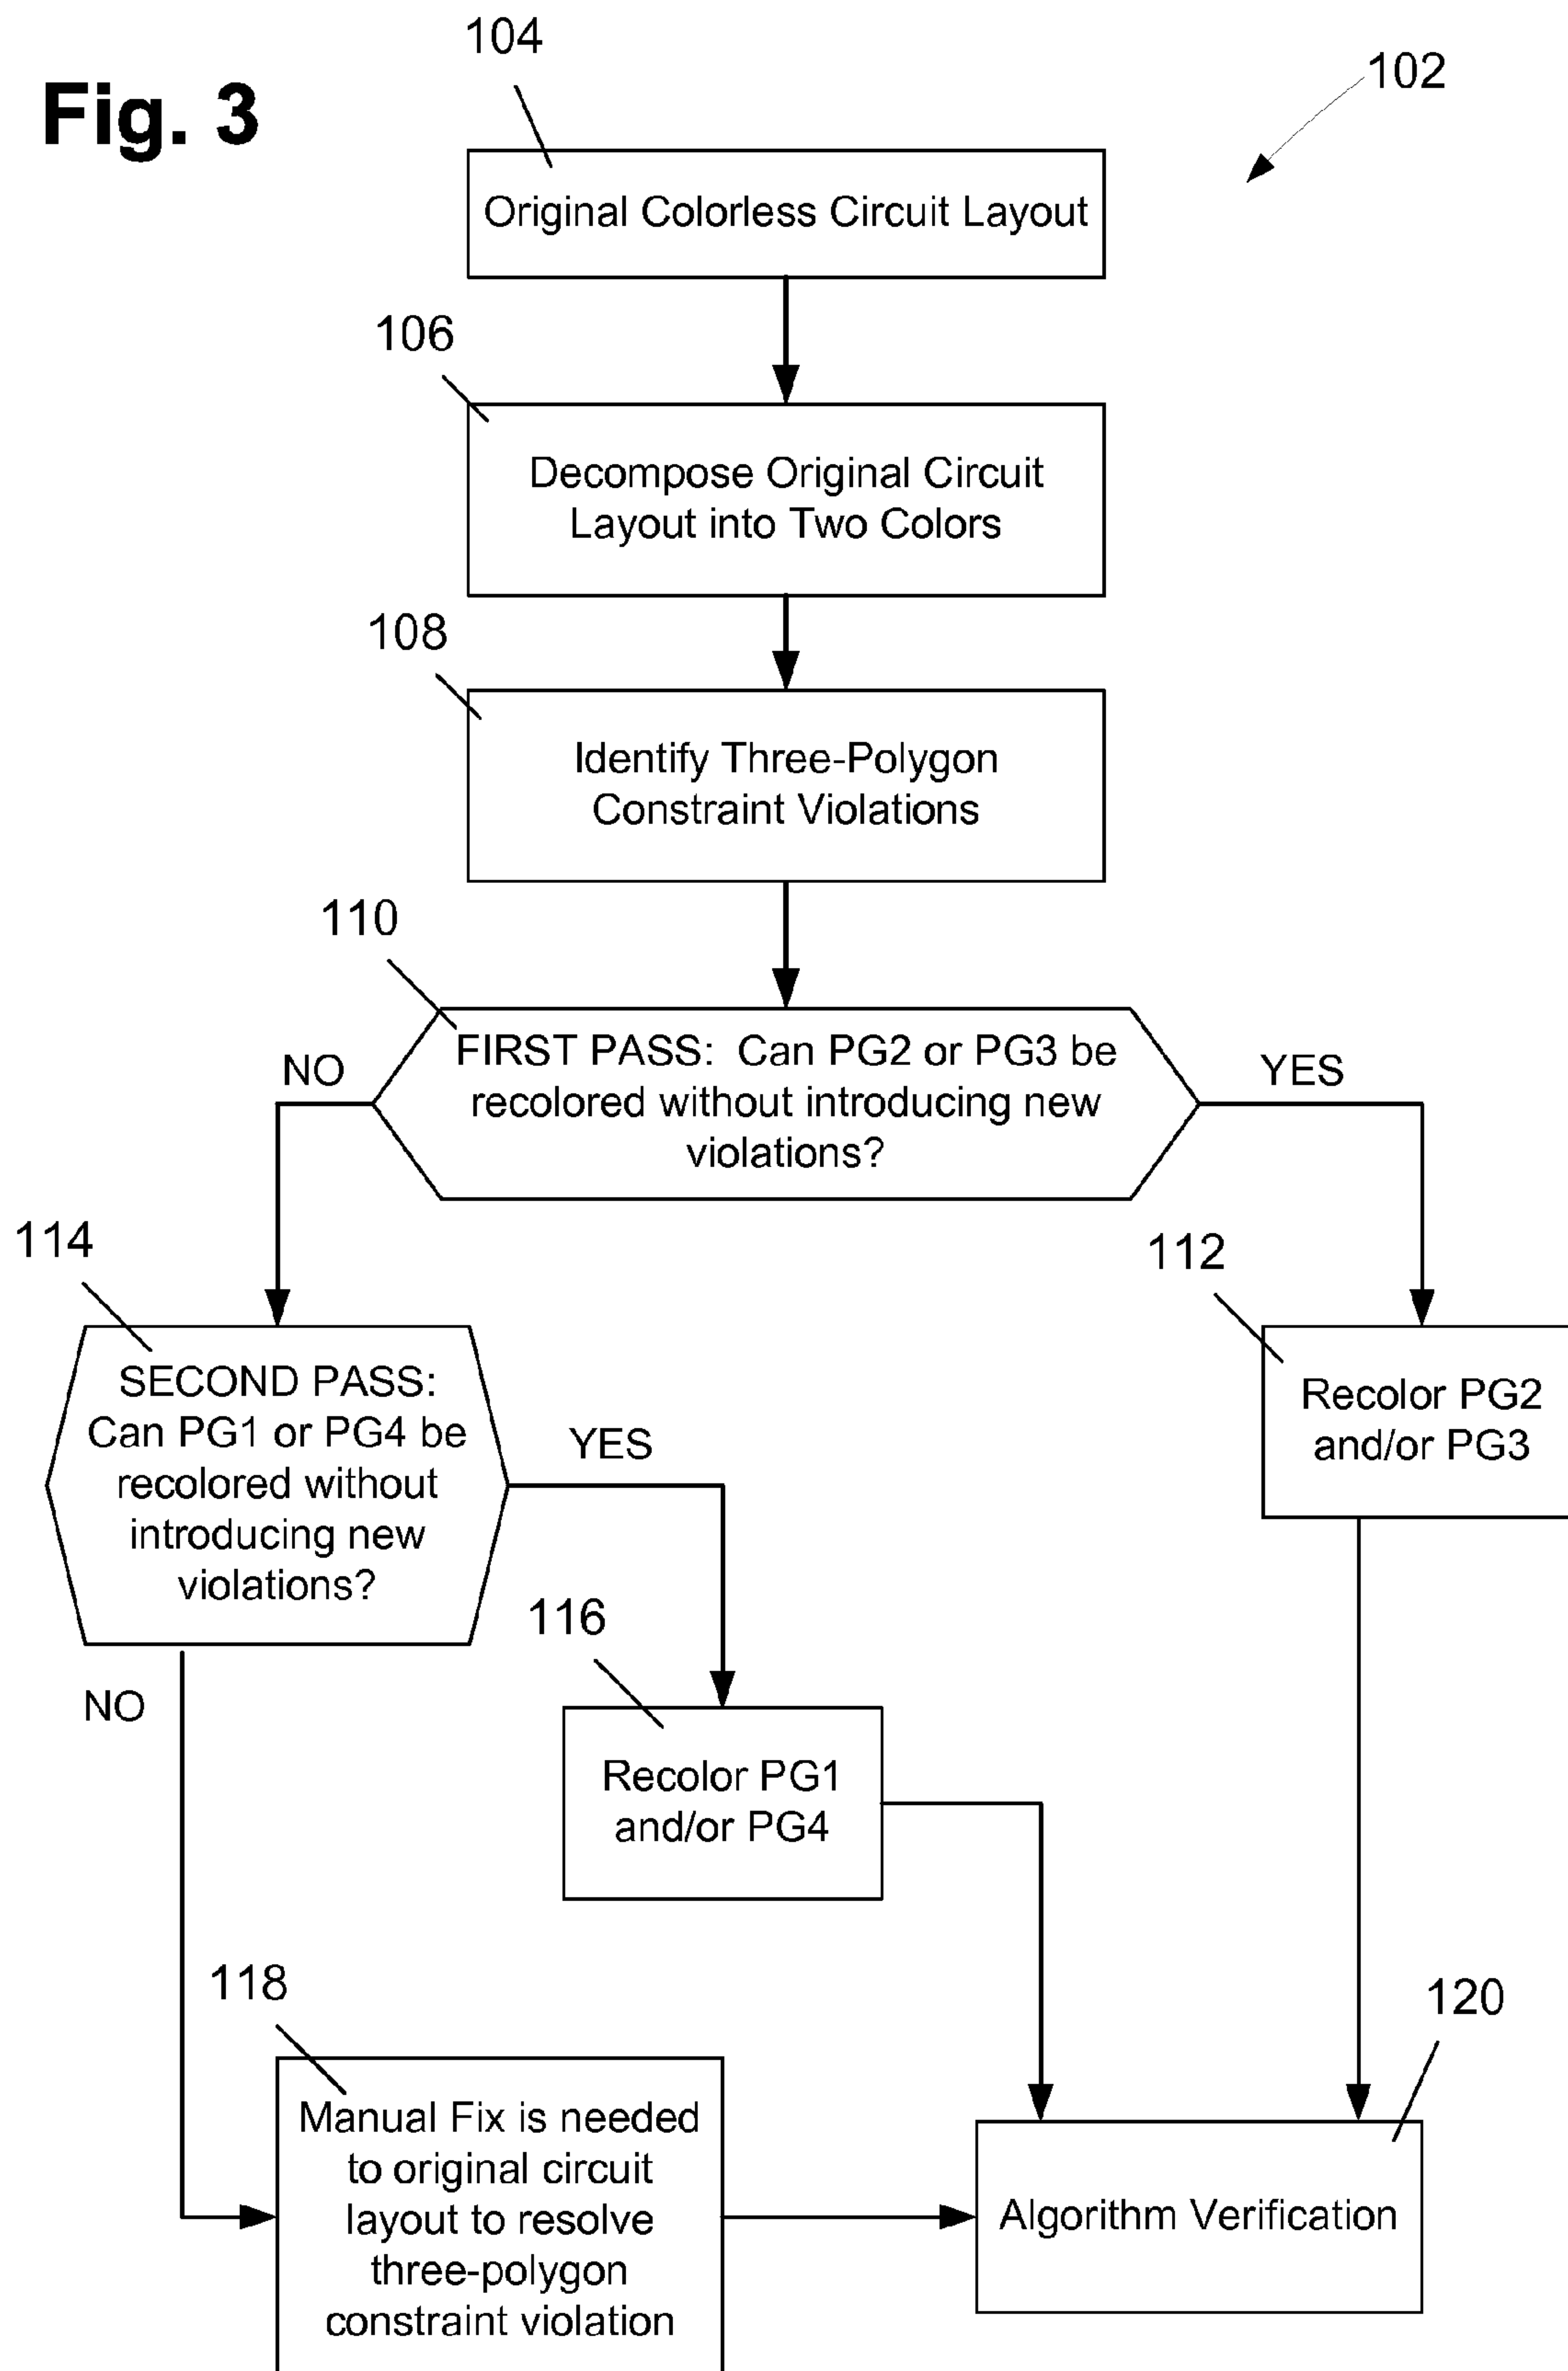 Fig. 3
104
102
Original Colorless Circuit Layout
106
Decompose Original Circuit
Layout into Two Colors
108
Identify Three-Polygon
Constraint Violations
110
FIRST PASS: Can PG2 or PG3 be
recolored without introducing new
violations?
NO
YES
114
112
SECOND PASS:
Can PG1 or PG4 be
recolored without
introducing new
violations?
YES
NO
Recolor PG2
and/or PG3
116
Recolor PG1
and/or PG4
118
120
Manual Fix is needed
to original circuit
layout to resolve
three-polygon
constraint violation
Algorithm Verification